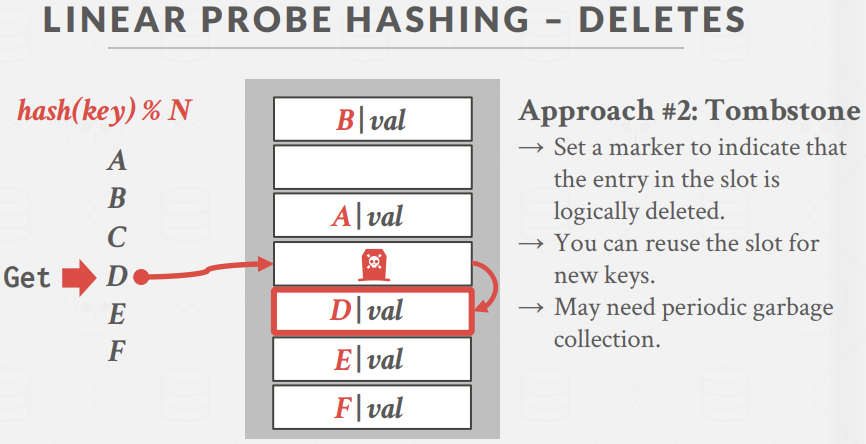 LINEAR PROBE HASHING – DELETES
hash(key) % N
A
B
C
Get D
E
F
B | val
A | val
D | val
E | val
F | val
Approach #2: Tombstone
→ Set a marker to indicate that
the entry in the slot is
logically deleted.
→ You can reuse the slot for
new keys.
→ May need periodic garbage
collection.